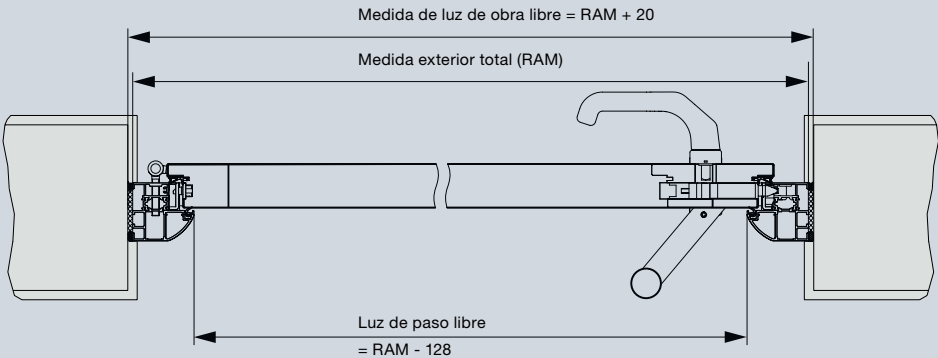 Medida de luz de obra libre = RAM + 20
Medida exterior total (RAM)
Luz de paso libre
= RAM - 128